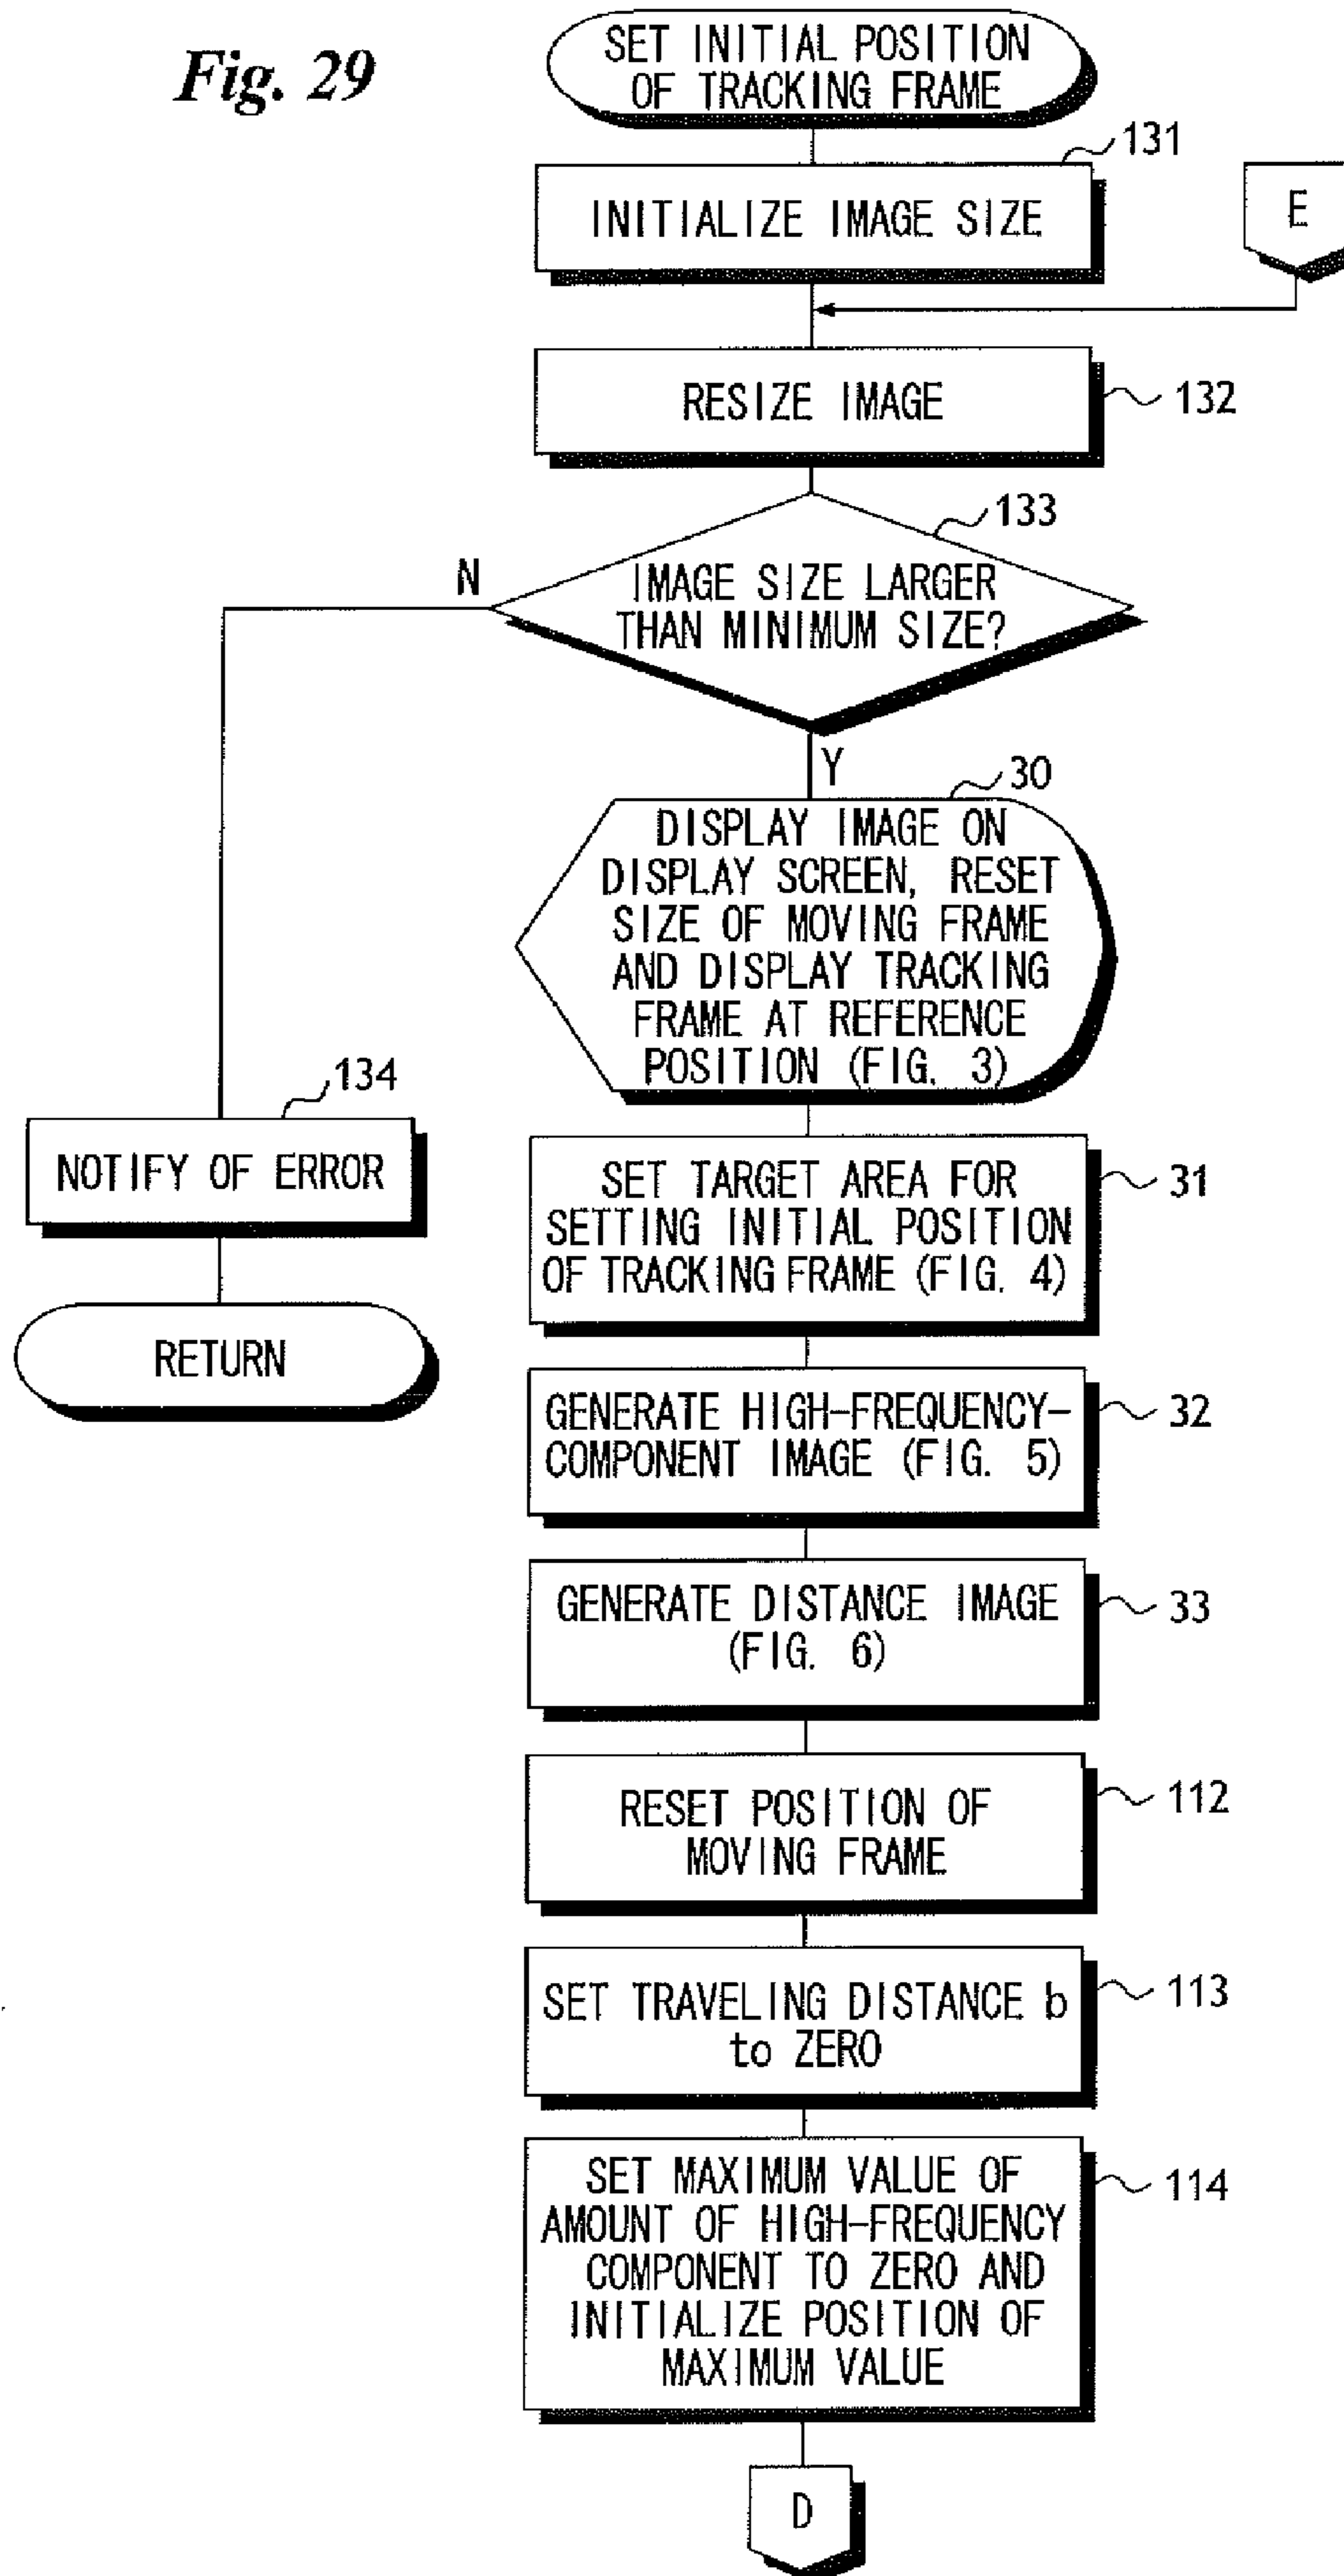 Fig. 29
SET INITIAL POSITION
OF TRACKING FRAME
131
INITIALIZE IMAGE SIZE
E
RESIZE IMAGE
132
133
IMAGE SIZE LARGER
THAN MINIMUM SIZE?
N
Y
30
DISPLAY IMAGE ON
DISPLAY SCREEN, RESET
SIZE OF MOVING FRAME
AND DISPLAY TRACKING
FRAME AT REFERENCE
POSITION (FIG. 3)
134
NOTIFY OF ERROR
RETURN
SET TARGET AREA FOR
SETTING INITIAL POSITION
OF TRACKING FRAME (FIG. 4)
31
GENERATE HIGH-FREQUENCY-
COMPONENT IMAGE (FIG. 5)
32
GENERATE DISTANCE IMAGE
(FIG. 6)
33
RESET POSITION OF
MOVING FRAME
112
SET TRAVELING DISTANCE b
to ZERO
113
SET MAXIMUM VALUE OF
AMOUNT OF HIGH-FREQUENCY
COMPONENT TO ZERO AND
INITIALIZE POSITION OF
MAXIMUM VALUE
114
D